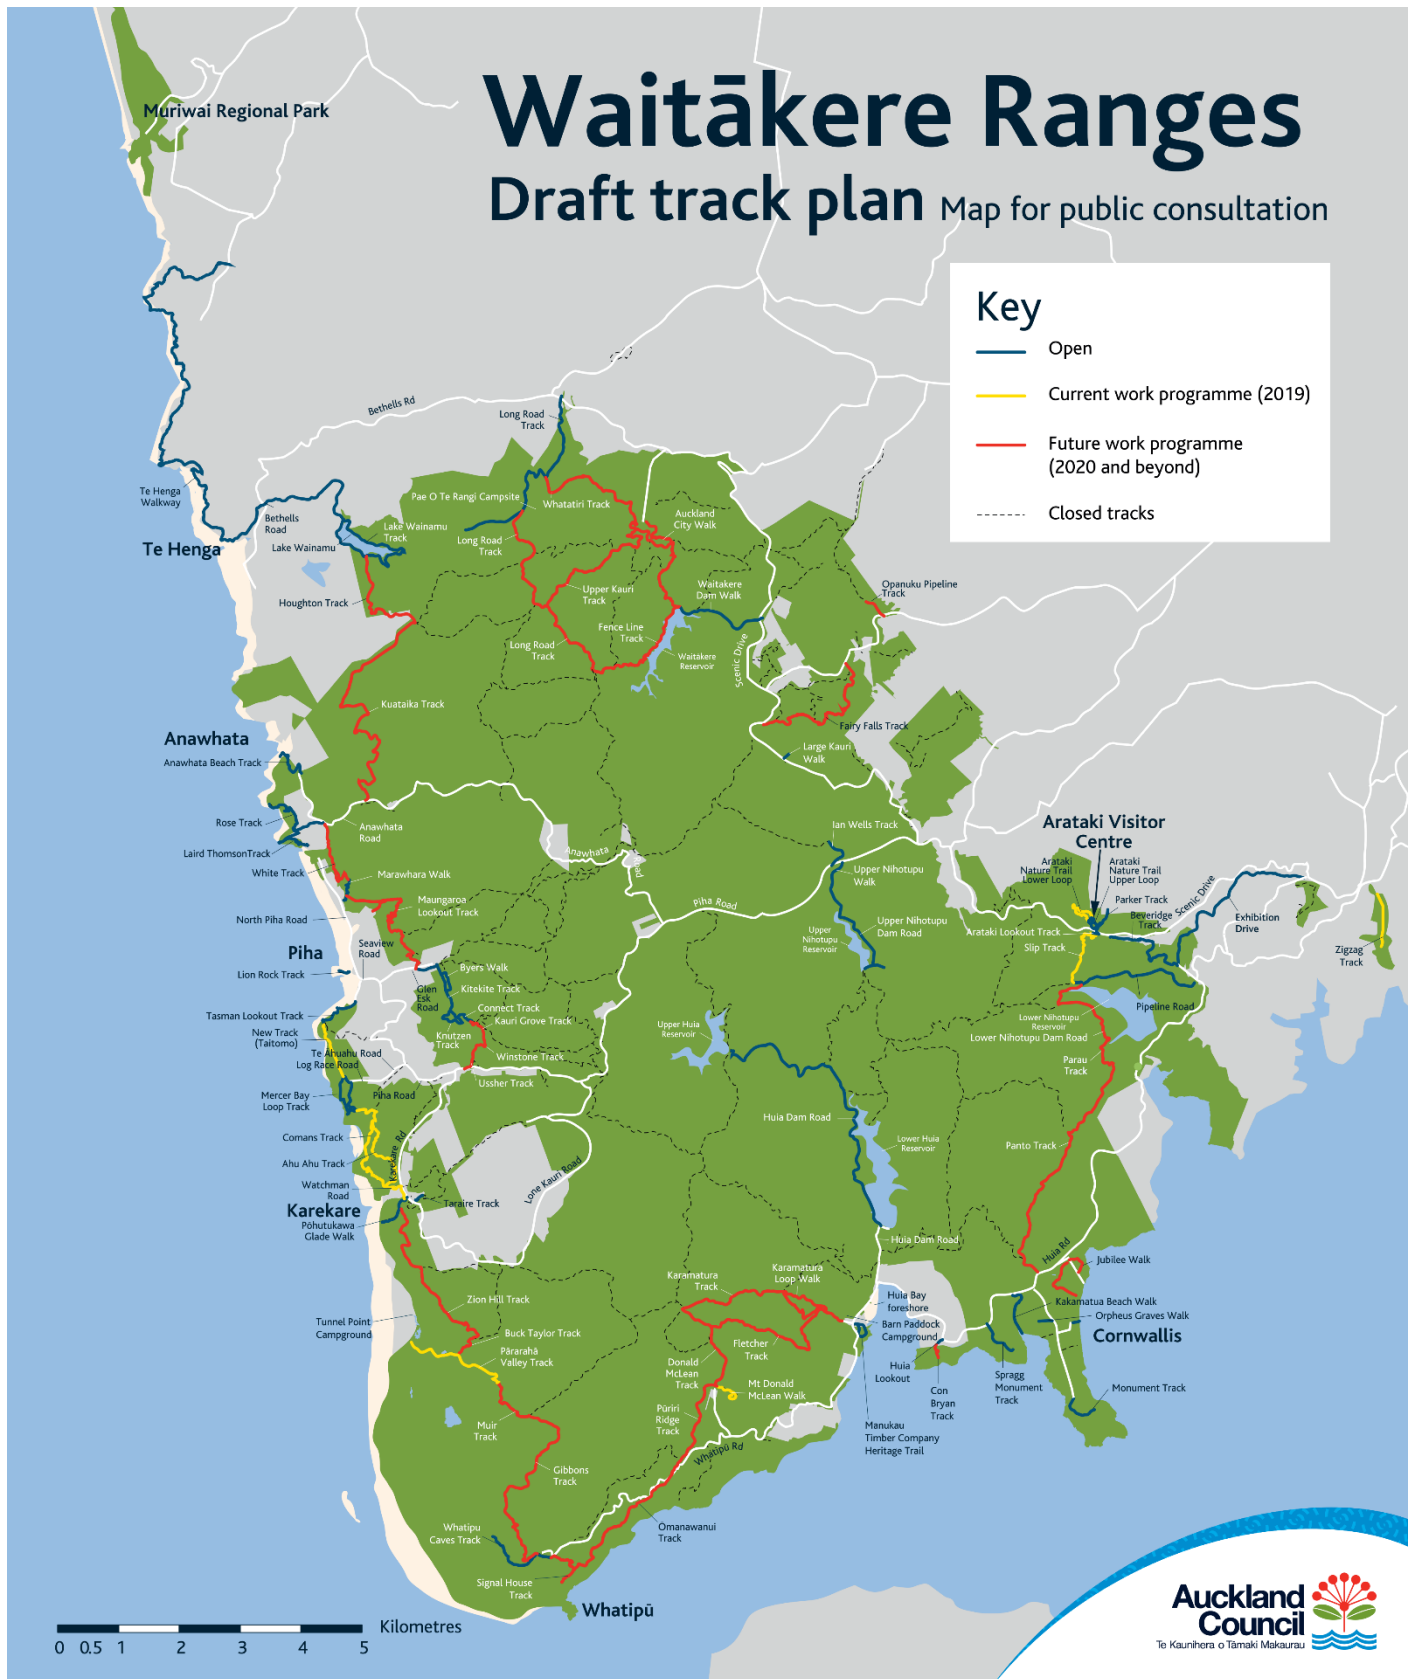 Waitākere Ranges
Draft track plan Map for public consultation
Muriwai Regional Park
Key
Open
Current work programme (2019)
Future work programme
(2020 and beyond)
Closed tracks
Bethells Rd
Long Road
Track
Te Henga
Walkway
Pae O Te Rangi Campsite
Whatatiri Track
Auckland
City Walk
Bethells
Road
Lake Wainamu
Track
Lake Wainamu
Te Henga
Long Road
Track
Houghton Track
Upper Kauri
Track
Waitakere
Dam Walk
Opanuku Pipeline
Track
Fence Line
Track
Long Road
Track
Waitākere
Reservoir
Scenic Drive
Kuataika Track
Fairy Falls Track
Anawhata
Anawhata Beach Track
Large Kauri
Walk
Rose Track
Anawhata
Road
Ian Wells Track
Arataki Visitor
Centre
Laird ThomsonTrack
Anawhata
Road
White Track
Marawhara Walk
Upper Nihotupu
Walk
Arataki
Nature Trail
Lower Loop
Arataki
Nature Trail
Upper Loop
Scenic Drive
Parker Track
Maungaroa
Lookout Track
Piha Road
Beveridge
Track
North Piha Road
Upper Nihotupu
Dam Road
Arataki Lookout Track
Exhibition
Drive
Upper
Nihotupu
Reservoir
Slip Track
Zigzag
Track
Piha
Seaview
Road
Lion Rock Track
Byers Walk
Glen
Esk
Road
Kitekite Track
Connect Track
Kauri Grove Track
Pipeline Road
Tasman Lookout Track
New Track
(Taitomo)
Knutzen
Track
Upper Huia
Reservoir
Lower Nihotupu
Reservoir
Lower Nihotupu Dam Road
Te Ahuahu Road
Log Race Road
Winstone Track
Parau
Track
Ussher Track
Mercer Bay
Loop Track
Piha Road
Huia Dam Road
Comans Track
Karekare Rd
Lower Huia
Reservoir
Panto Track
Ahu Ahu Track
Lone Kauri Road
Watchman
Road
Taraire Track
Karekare
Pōhutukawa
Glade Walk
Huia Dam Road
Huia Rd
Jubilee Walk
Karamatura
Track
Karamatura
Loop Walk
Zion Hill Track
Huia Bay
foreshore
Kakamatua Beach Walk
Orpheus Graves Walk
Tunnel Point
Campground
Buck Taylor Track
Barn Paddock
Campground
Cornwallis
Pārarahā
Valley Track
Fletcher
Track
Donald
McLean
Track
Huia
Lookout
Spragg
Monument
Track
Mt Donald
McLean Walk
Con
Bryan
Track
Monument Track
Pūriri
Ridge
Track
Muir
Track
Manukau
Timber Company
Heritage Trail
Whatipū Rd
Gibbons
Track
Whatipu
Caves Track
Ōmanawanui
Track
Signal House
Track
Whatipū
Kilometres
0 0.5 1 2 3 4 5
Auckland
Council
Te Kaunihera o Tāmaki Makaurau